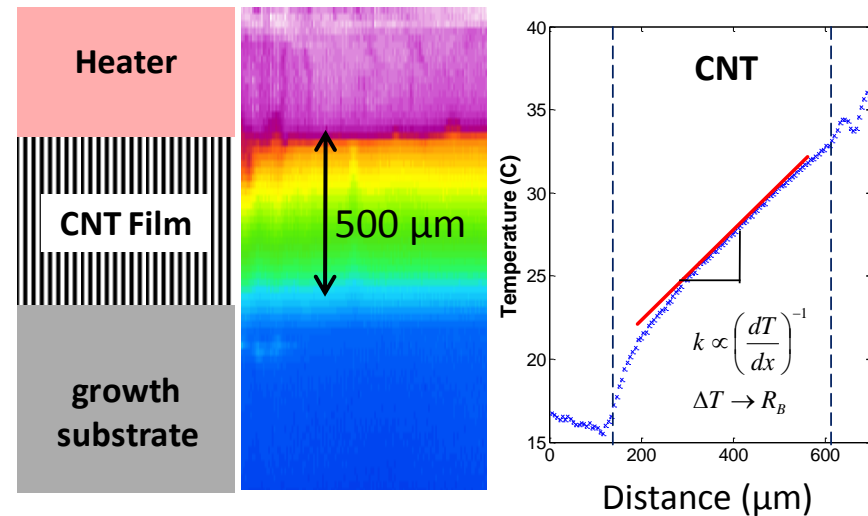 Heater
CNT Film
growth
substrate
500 μm
CNT
Temperature (C)
40
35
30
25
20
15
k ∝ (dT/dx)⁻¹
ΔT → R_B
0
200
400
600
Distance (μm)